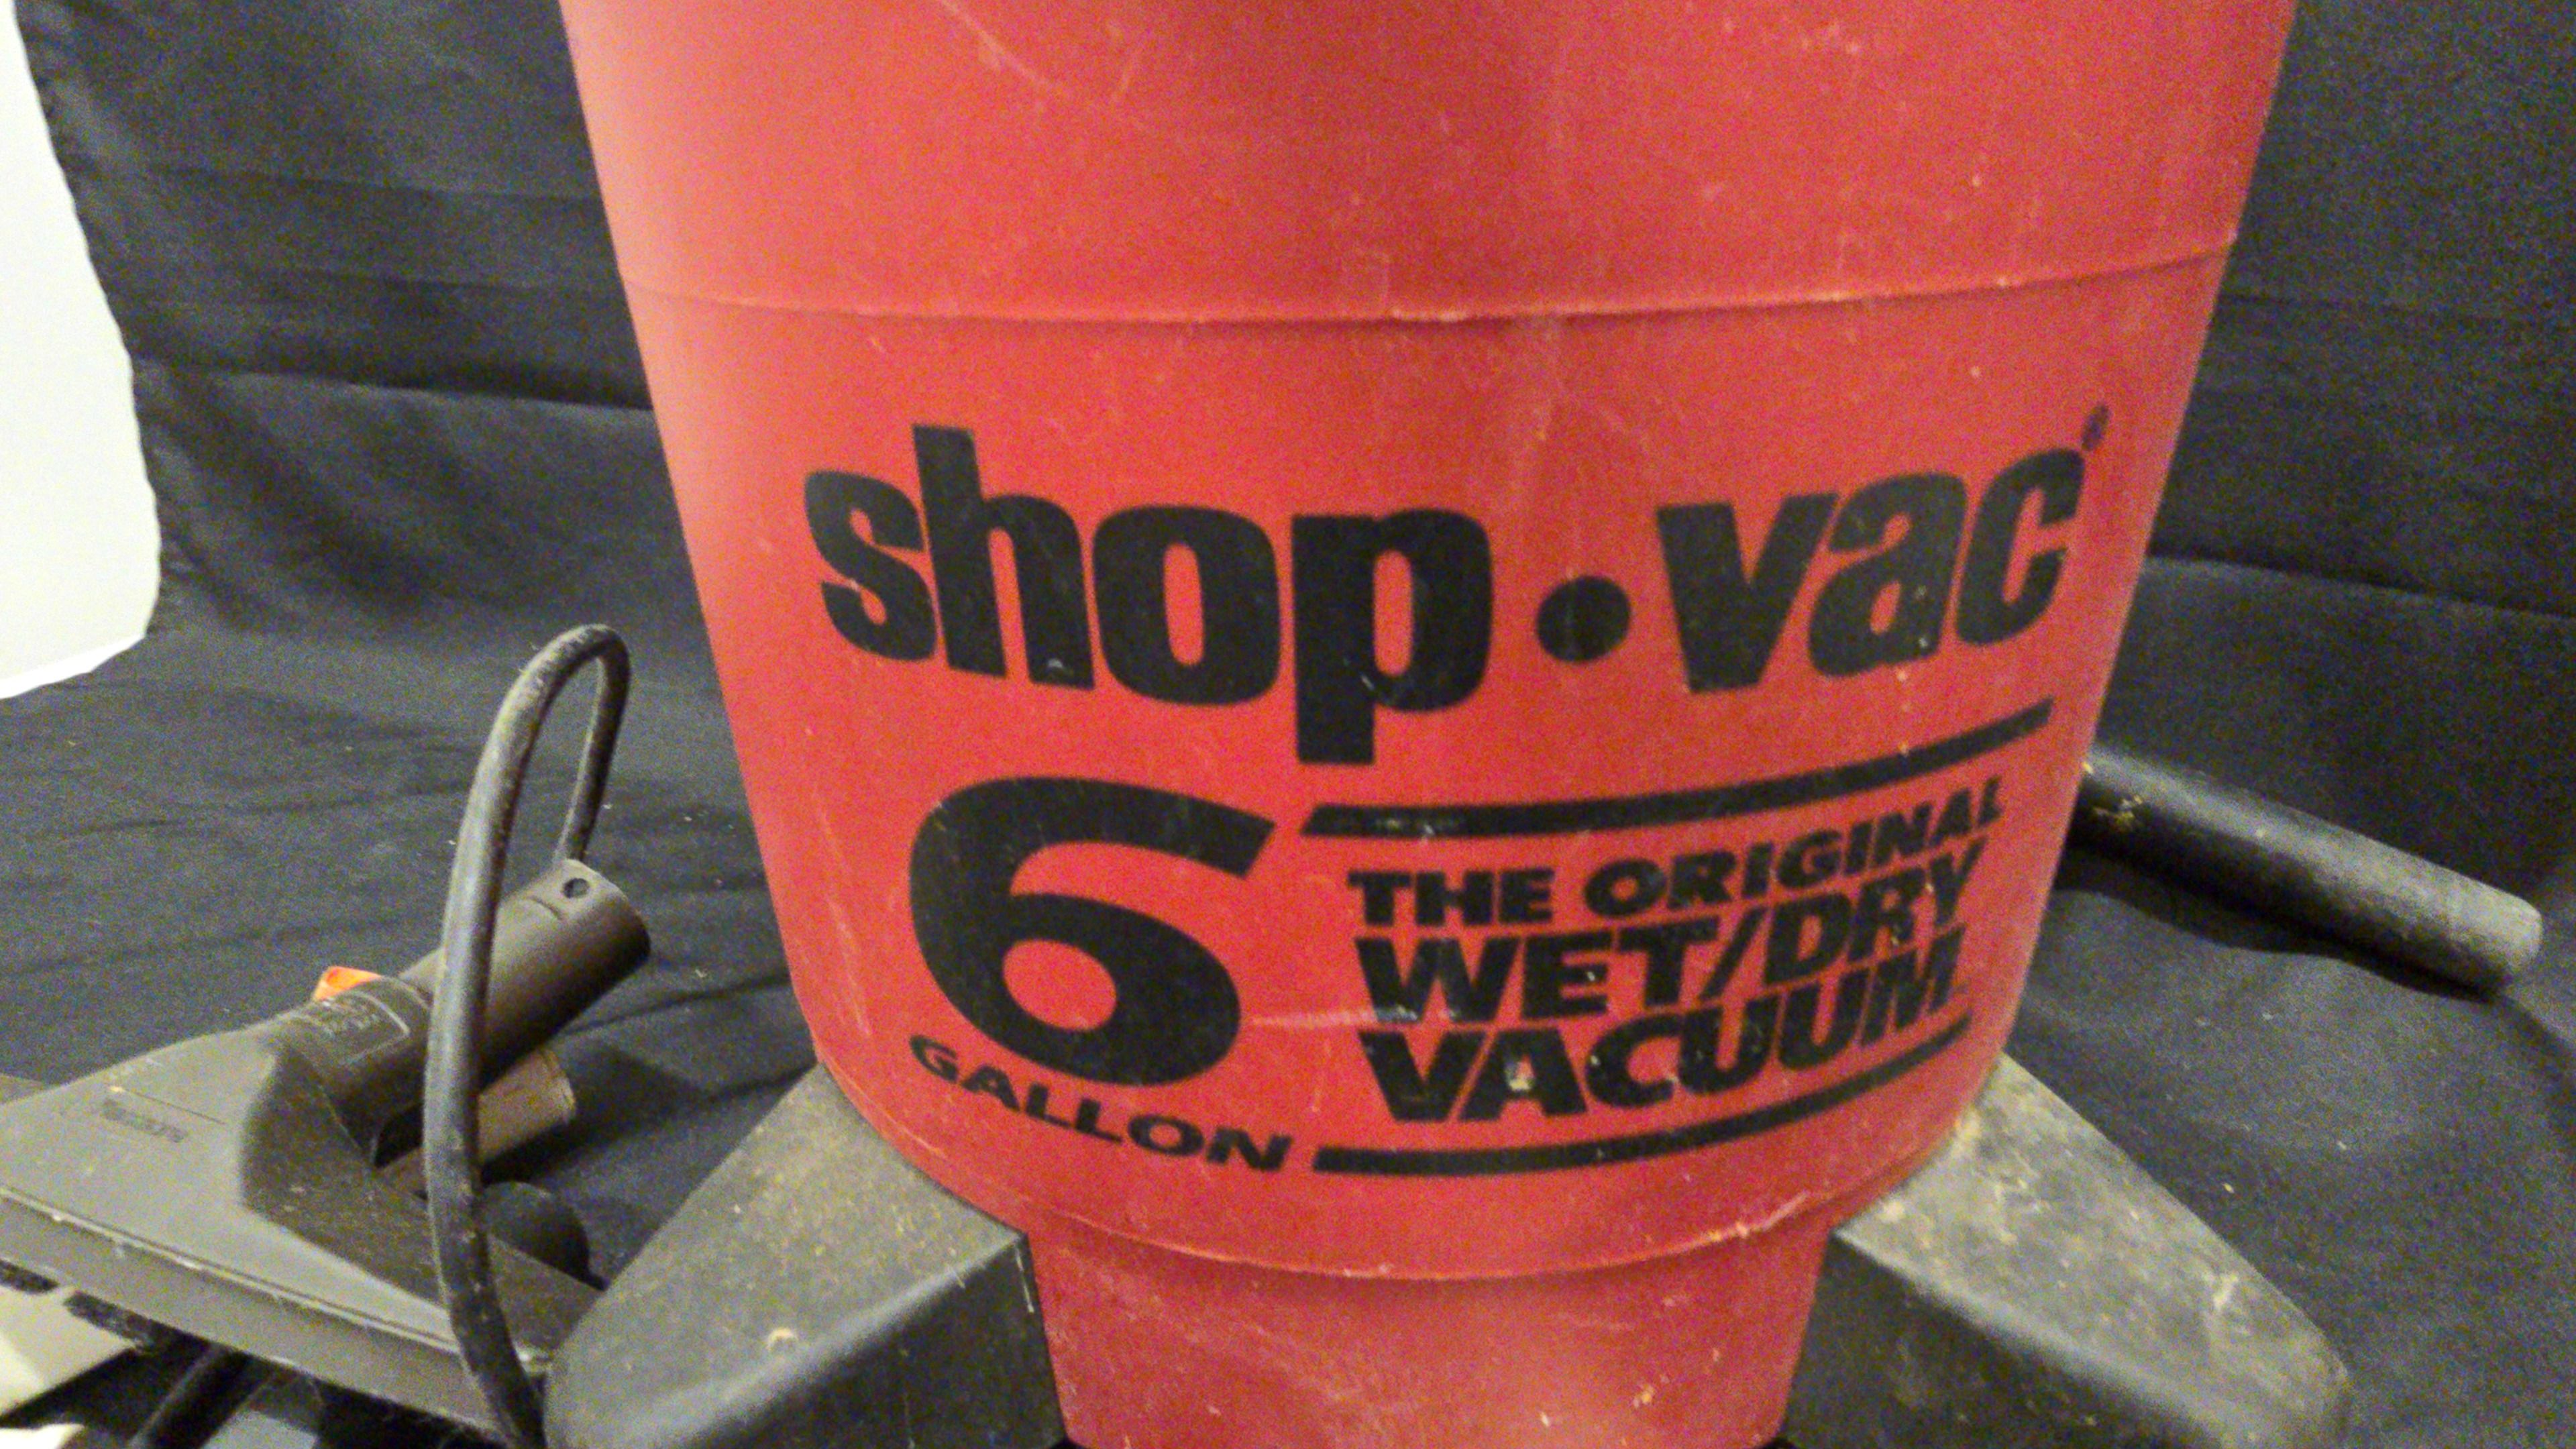 shop•vac®
6
GALLON
THE ORIGINAL
WET/DRY
VACUUM